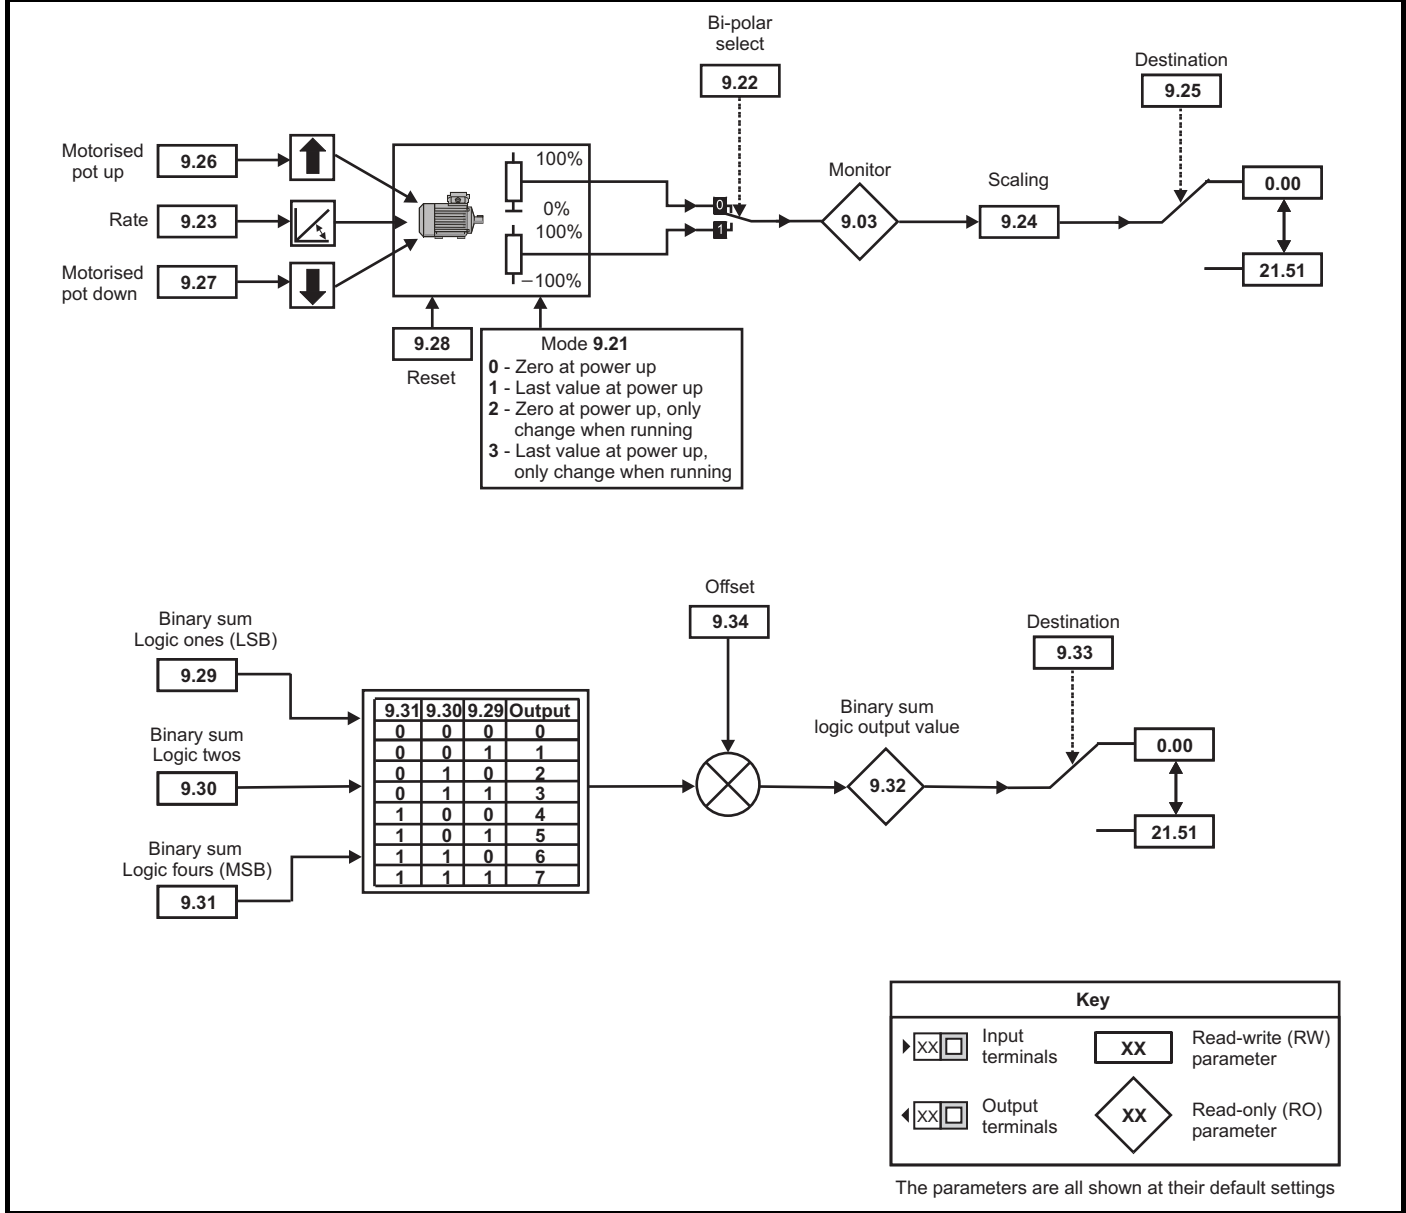 Bi-polar
select
9.22
Destination
9.25
Motorised
pot up
9.26
Rate
9.23
Motorised
pot down
9.27
100%
0%
100%
–100%
0
1
Monitor
9.03
Scaling
9.24
0.00
21.51
9.28
Reset
Mode 9.21
0 - Zero at power up
1 - Last value at power up
2 - Zero at power up, only
change when running
3 - Last value at power up,
only change when running
Offset
9.34
Binary sum
Logic ones (LSB)
9.29
Binary sum
Logic twos
9.30
Binary sum
Logic fours (MSB)
9.31
9.31 9.30 9.29 Output
0 0 0 0
0 0 1 1
0 1 0 2
0 1 1 3
1 0 0 4
1 0 1 5
1 1 0 6
1 1 1 7
Binary sum
logic output value
9.32
Destination
9.33
0.00
21.51
Key
XX
Input
terminals
XX
Read-write (RW)
parameter
XX
Output
terminals
XX
Read-only (RO)
parameter
The parameters are all shown at their default settings